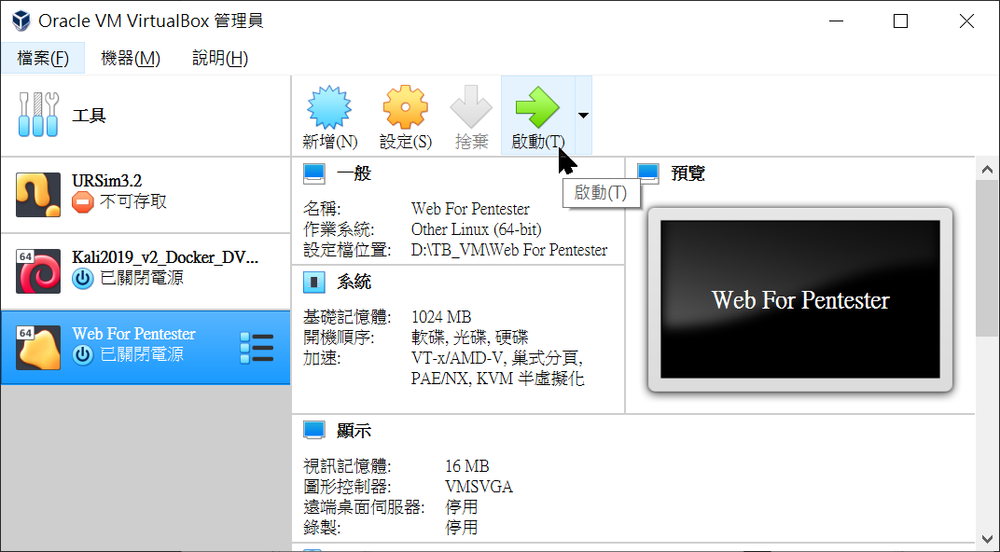 Oracle VM VirtualBox 管理員
檔案(F) 機器(M) 說明(H)
工具
URSim3.2
不可存取
64
Kali2019_v2_Docker_DV...
已關閉電源
64
Web For Pentester
已關閉電源
新增(N) 設定(S) 捨棄 啟動(T)
啟動(T)
一般
名稱: Web For Pentester
作業系統: Other Linux (64-bit)
設定檔位置: D:\TB_VM\Web For Pentester
系統
基礎記憶體: 1024 MB
開機順序: 軟碟, 光碟, 硬碟
加速: VT-x/AMD-V, 巢式分頁,
PAE/NX, KVM 半虛擬化
預覽
Web For Pentester
顯示
視訊記憶體: 16 MB
圖形控制器: VMSVGA
遠端桌面伺服器: 停用
錄製: 停用